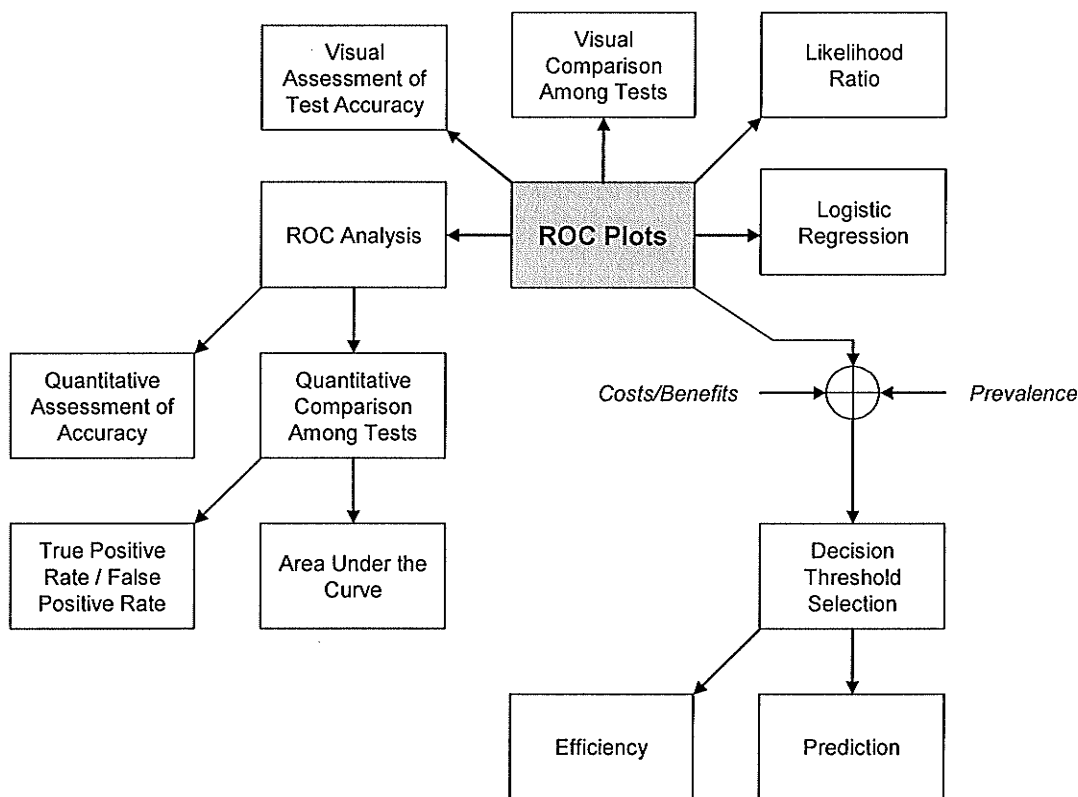 Visual
Assessment of
Test Accuracy
Visual
Comparison
Among Tests
Likelihood
Ratio
ROC Analysis
ROC Plots
Logistic
Regression
Quantitative
Assessment of
Accuracy
Quantitative
Comparison
Among Tests
Costs/Benefits
Prevalence
True Positive
Rate / False
Positive Rate
Area Under the
Curve
Decision
Threshold
Selection
Efficiency
Prediction